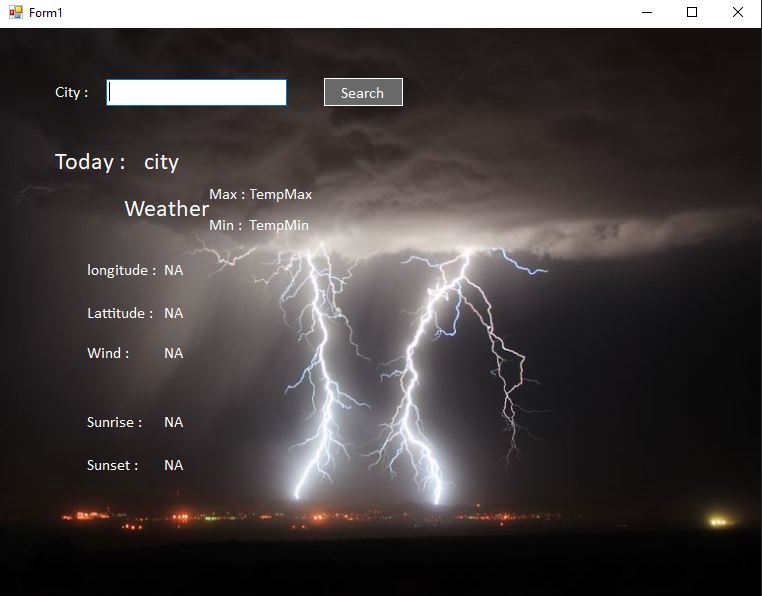 Form1
City : Search
Today : city
Max : TempMax
Weather
Min : TempMin
longitude : NA
Lattitude : NA
Wind : NA
Sunrise : NA
Sunset : NA